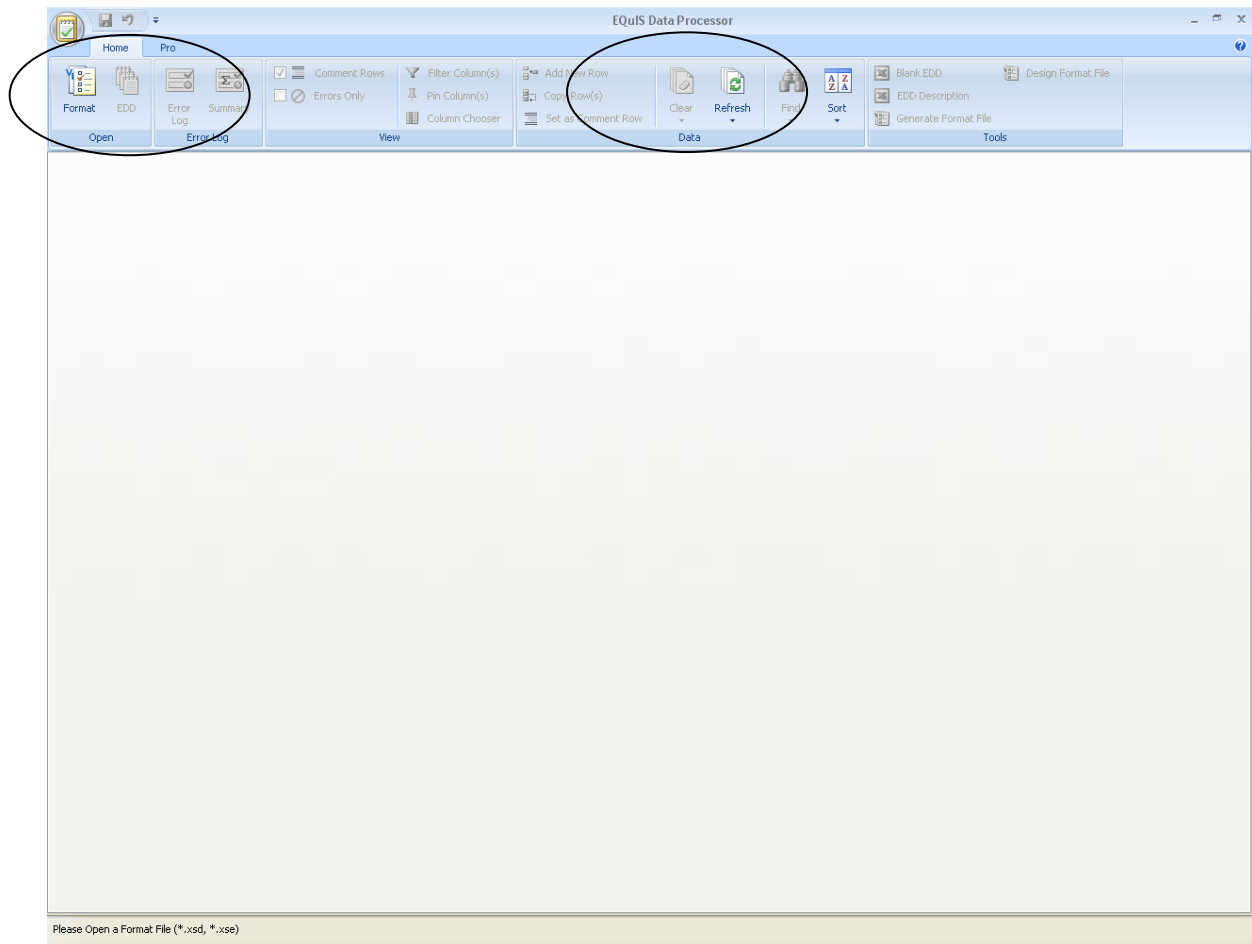 EQuIS Data Processor
Home Pro
Comment Rows Filter Column(s) Add New Row Blank EDD Design Format File
Errors Only Pin Column(s) Copy Row(s) EDD Description
Format EDD Error Log Summary Clear Refresh Find Sort
Column Chooser Set as Comment Row Generate Format File
Open Error Log View Data Tools
Please Open a Format File (*.xsd, *.xse)